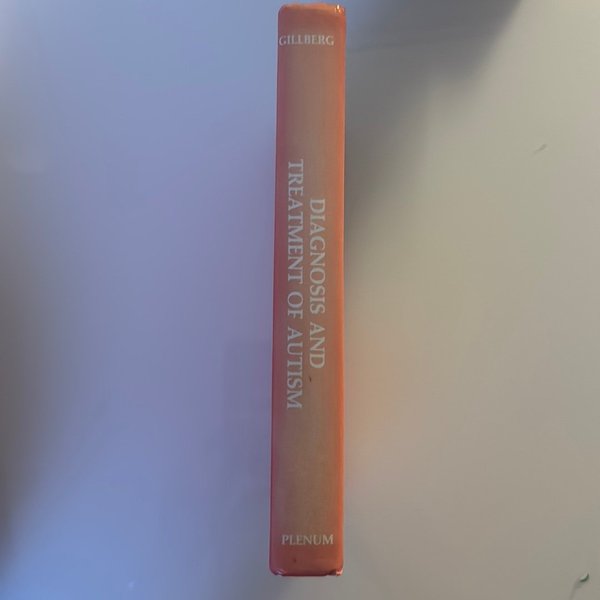 GILLBERG
DIAGNOSIS AND
TREATMENT OF AUTISM
PLENUM